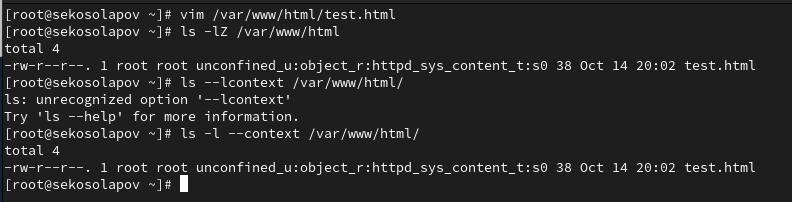 [root@sekosolapov ~]# vim /var/www/html/test.html
[root@sekosolapov ~]# ls -lZ /var/www/html
total 4
-rw-r--r--. 1 root root unconfined_u:object_r:httpd_sys_content_t:s0 38 Oct 14 20:02 test.html
[root@sekosolapov ~]# ls --lcontext /var/www/html/
ls: unrecognized option '--lcontext'
Try 'ls --help' for more information.
[root@sekosolapov ~]# ls -l --context /var/www/html/
total 4
-rw-r--r--. 1 root root unconfined_u:object_r:httpd_sys_content_t:s0 38 Oct 14 20:02 test.html
[root@sekosolapov ~]#